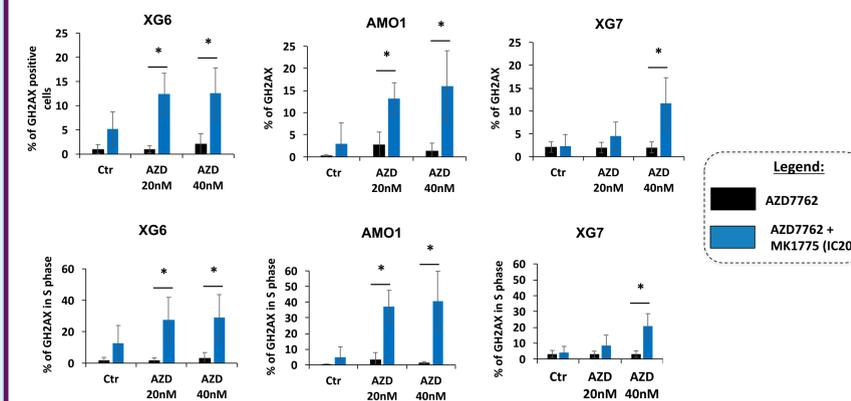 XG6
% of GH2AX positive
cells
25
20
15
10
5
0
*
*
Ctr
AZD
20nM
AZD
40nM
AMO1
% of GH2AX
25
20
15
10
5
0
*
*
Ctr
AZD
20nM
AZD
40nM
XG7
% of GH2AX
25
20
15
10
5
0
*
Ctr
AZD
20nM
AZD
40nM
Legend:
AZD7762
AZD7762 +
MK1775 (IC20
XG6
% of GH2AX in S phase
60
40
20
0
*
*
Ctr
AZD
20nM
AZD
40nM
AMO1
% of GH2AX in S phase
60
50
40
30
20
10
0
*
*
Ctr
AZD
20nM
AZD
40nM
XG7
% of GH2AX in S phase
60
50
40
30
20
10
0
*
Ctr
AZD
20nM
AZD
40nM